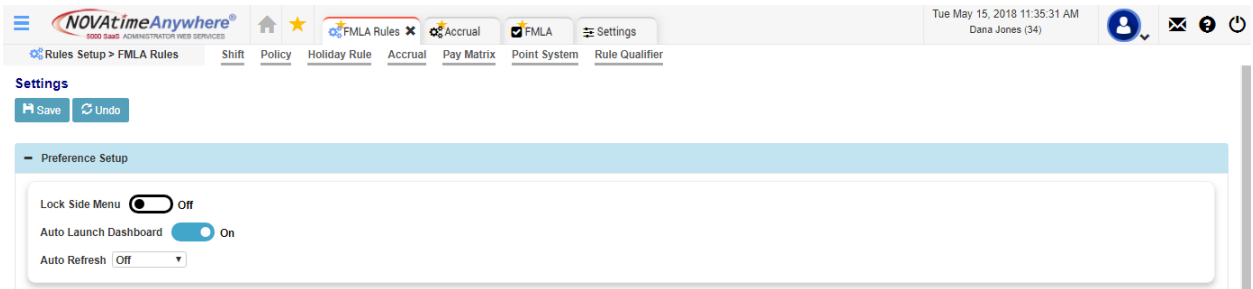 NOVAtimeAnywhere®
5000 SaaS ADMINISTRATOR WEB SERVICES
FMLA Rules ✖ Accrual FMLA Settings
Tue May 15, 2018 11:35:31 AM
Dana Jones (34)
Rules Setup > FMLA Rules Shift Policy Holiday Rule Accrual Pay Matrix Point System Rule Qualifier
Settings
Save Undo
Preference Setup
Lock Side Menu Off
Auto Launch Dashboard On
Auto Refresh Off